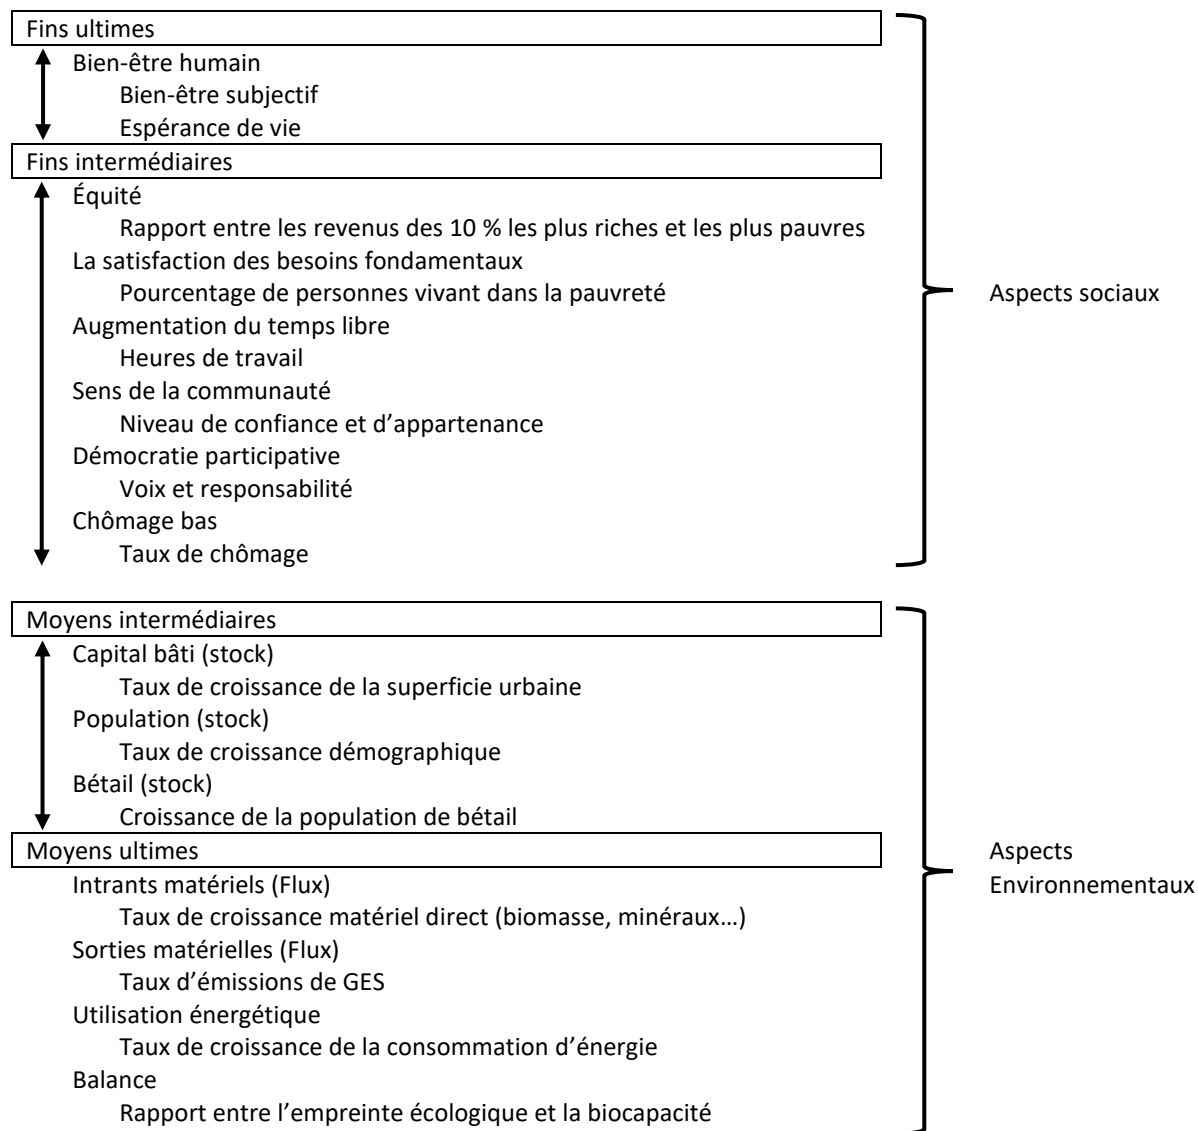 Fins ultimes
Bien-être humain
Bien-être subjectif
Espérance de vie
Fins intermédiaires
Équité
Rapport entre les revenus des 10 % les plus riches et les plus pauvres
La satisfaction des besoins fondamentaux
Pourcentage de personnes vivant dans la pauvreté
Augmentation du temps libre
Heures de travail
Sens de la communauté
Niveau de confiance et d’appartenance
Démocratie participative
Voix et responsabilité
Chômage bas
Taux de chômage
Aspects sociaux
Moyens intermédiaires
Capital bâti (stock)
Taux de croissance de la superficie urbaine
Population (stock)
Taux de croissance démographique
Bétail (stock)
Croissance de la population de bétail
Moyens ultimes
Intrants matériels (Flux)
Taux de croissance matériel direct (biomasse, minéraux…)
Sorties matérielles (Flux)
Taux d’émissions de GES
Utilisation énergétique
Taux de croissance de la consommation d’énergie
Balance
Rapport entre l’empreinte écologique et la biocapacité
Aspects
Environnementaux